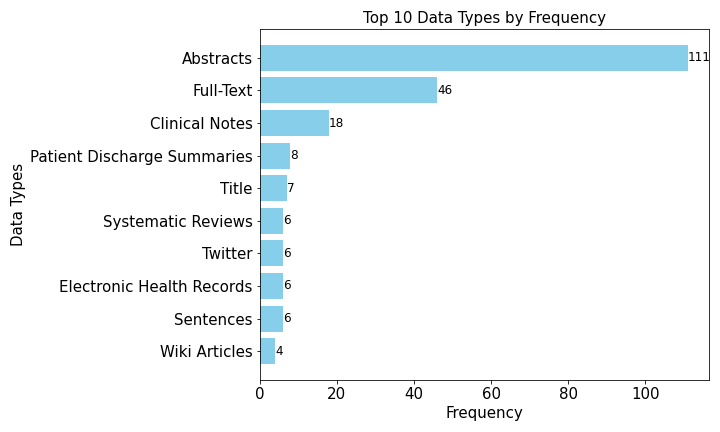 Top 10 Data Types by Frequency
Data Types
Abstracts 111
Full-Text 46
Clinical Notes 18
Patient Discharge Summaries 8
Title 7
Systematic Reviews 6
Twitter 6
Electronic Health Records 6
Sentences 6
Wiki Articles 4
0 20 40 60 80 100
Frequency